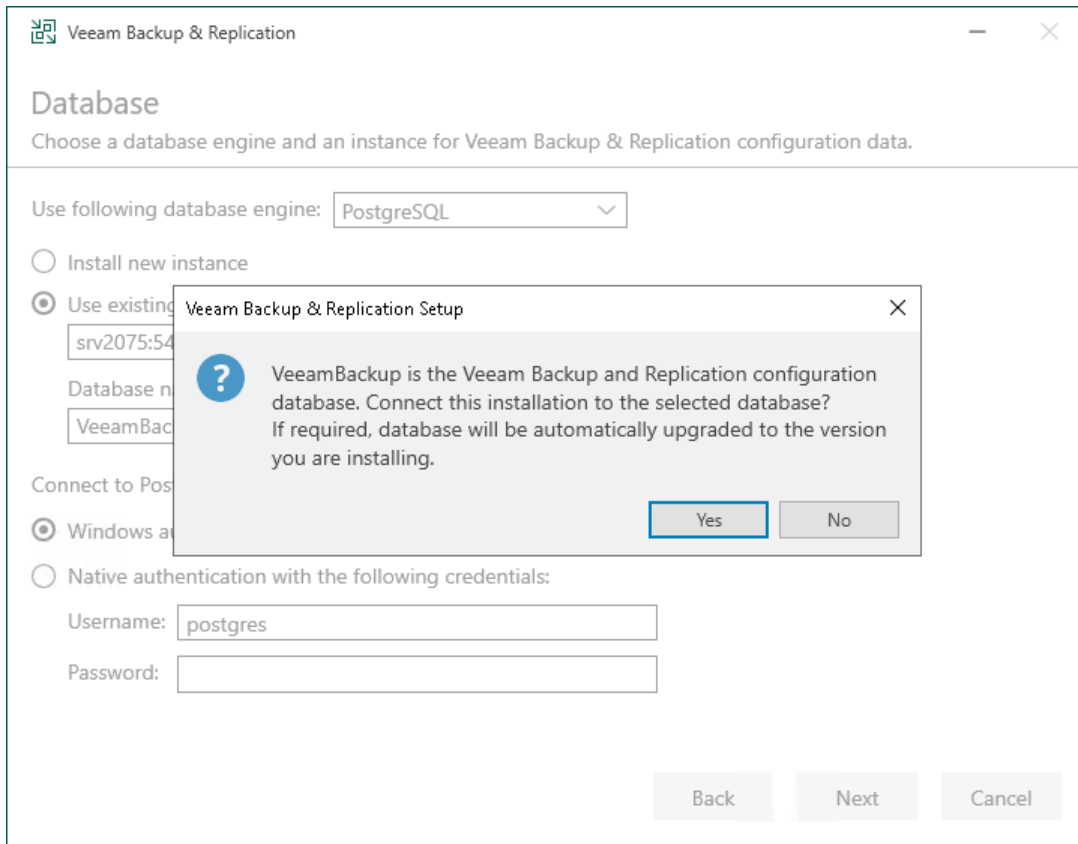 Veeam Backup & Replication
Database
Choose a database engine and an instance for Veeam Backup & Replication configuration data.
Use following database engine: PostgreSQL
Install new instance
Use existing
Veeam Backup & Replication Setup
srv2075:54
VeeamBackup is the Veeam Backup and Replication configuration
database. Connect this installation to the selected database?
If required, database will be automatically upgraded to the version
you are installing.
Database n
VeeamBac
Connect to Pos
Yes No
Windows au
Native authentication with the following credentials:
Username: postgres
Password:
Back Next Cancel